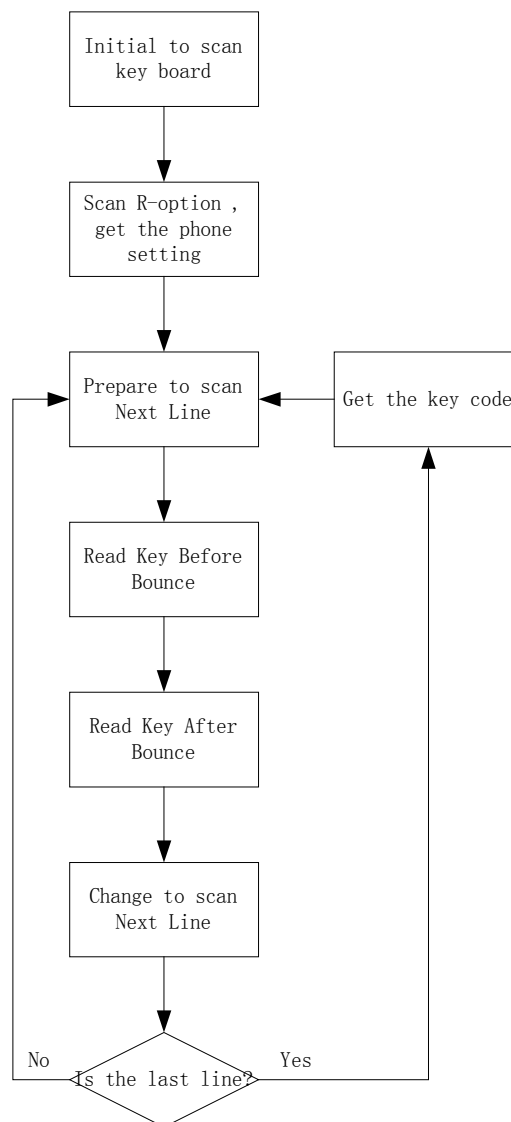 Initial to scan
key board
Scan R-option ,
get the phone
setting
Prepare to scan
Next Line
Get the key code
Read Key Before
Bounce
Read Key After
Bounce
Change to scan
Next Line
No
Is the last line?
Yes